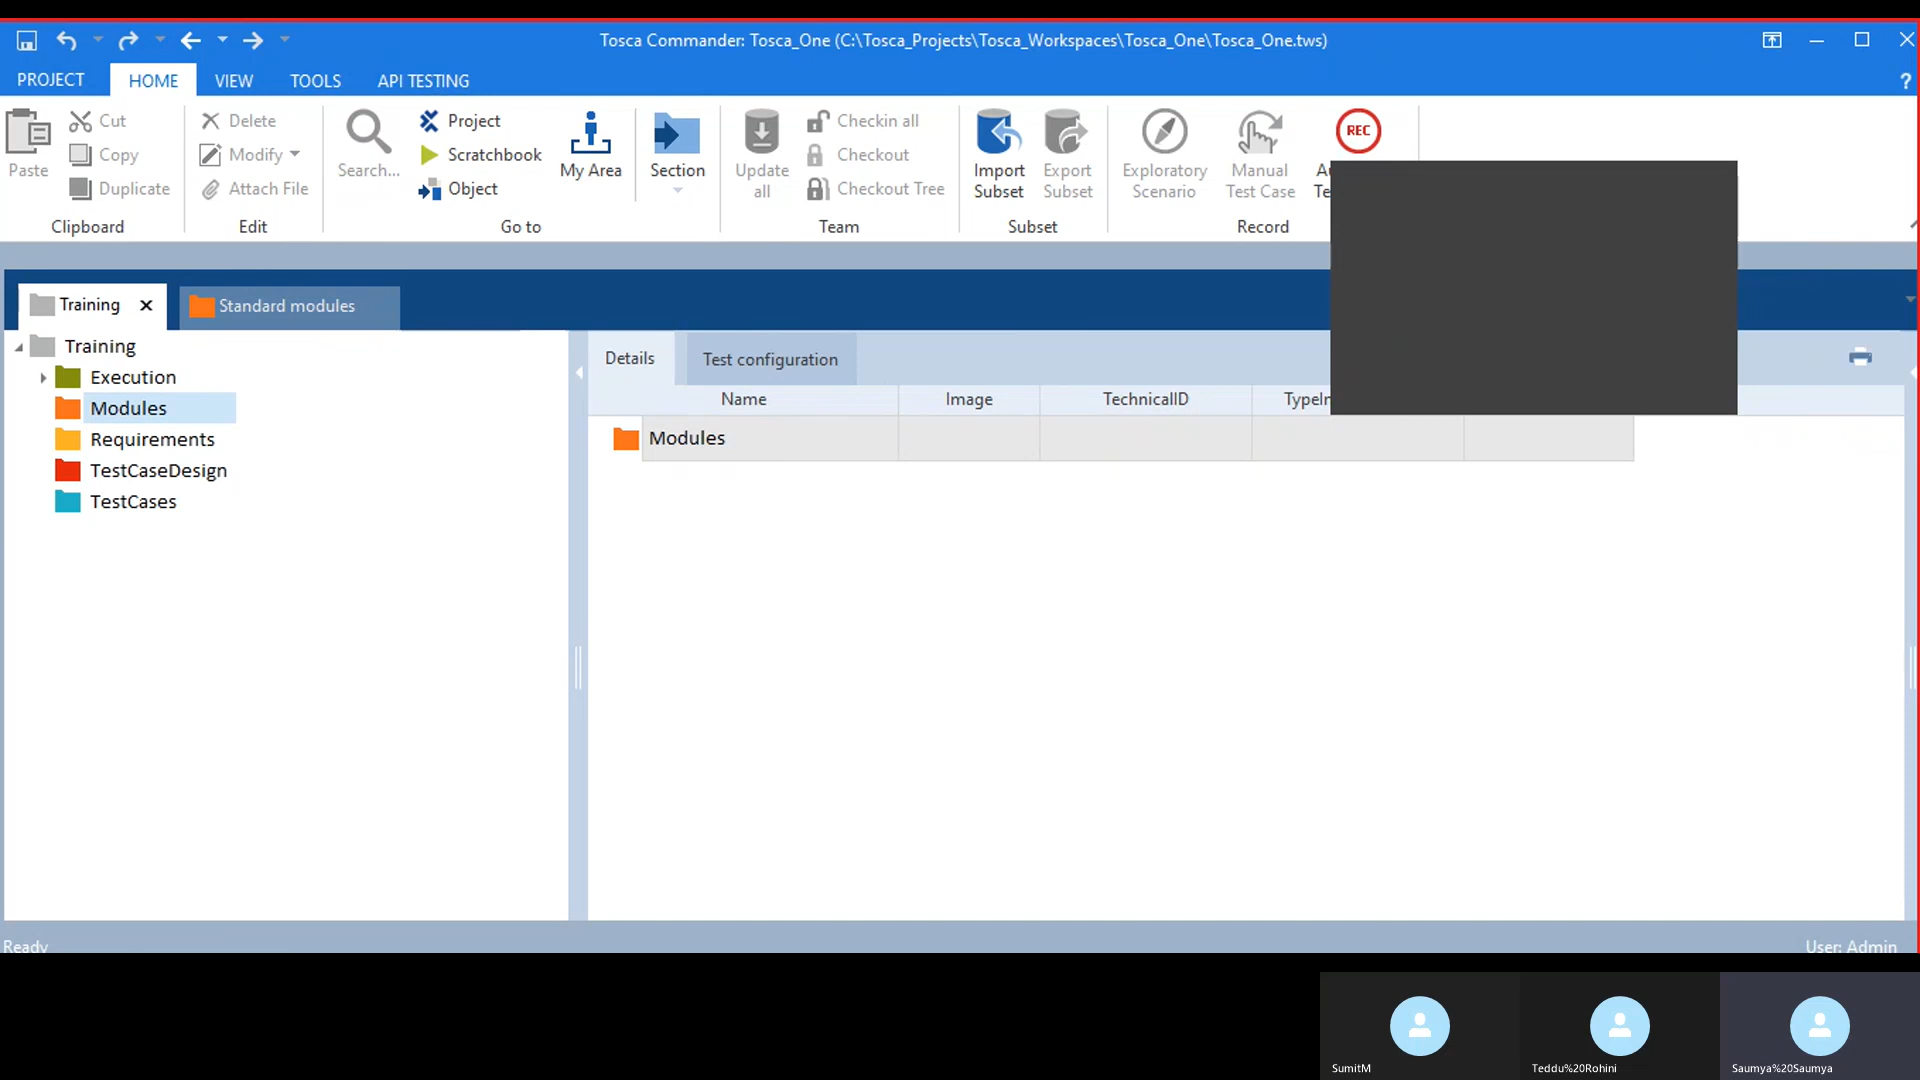 Tosca Commander: Tosca_One (C:\Tosca_Projects\Tosca_Workspaces\Tosca_One\Tosca_One.tws)
PROJECT HOME VIEW TOOLS API TESTING ?
Paste
Cut
Copy
Duplicate
Clipboard
Delete
Modify
Attach File
Edit
Search...
Project
Scratchbook
Object
My Area
Go to
Section
Update all
Checkin all
Checkout
Checkout Tree
Team
Import Subset
Export Subset
Subset
Exploratory Scenario
Manual Test Case
REC
Record
Training
Standard modules
Training
Execution
Modules
Requirements
TestCaseDesign
TestCases
Details Test configuration
Name Image TechnicalID
Modules
Ready User: Admin
SumitM Teddu%20Rohini Saumya%20Saumya